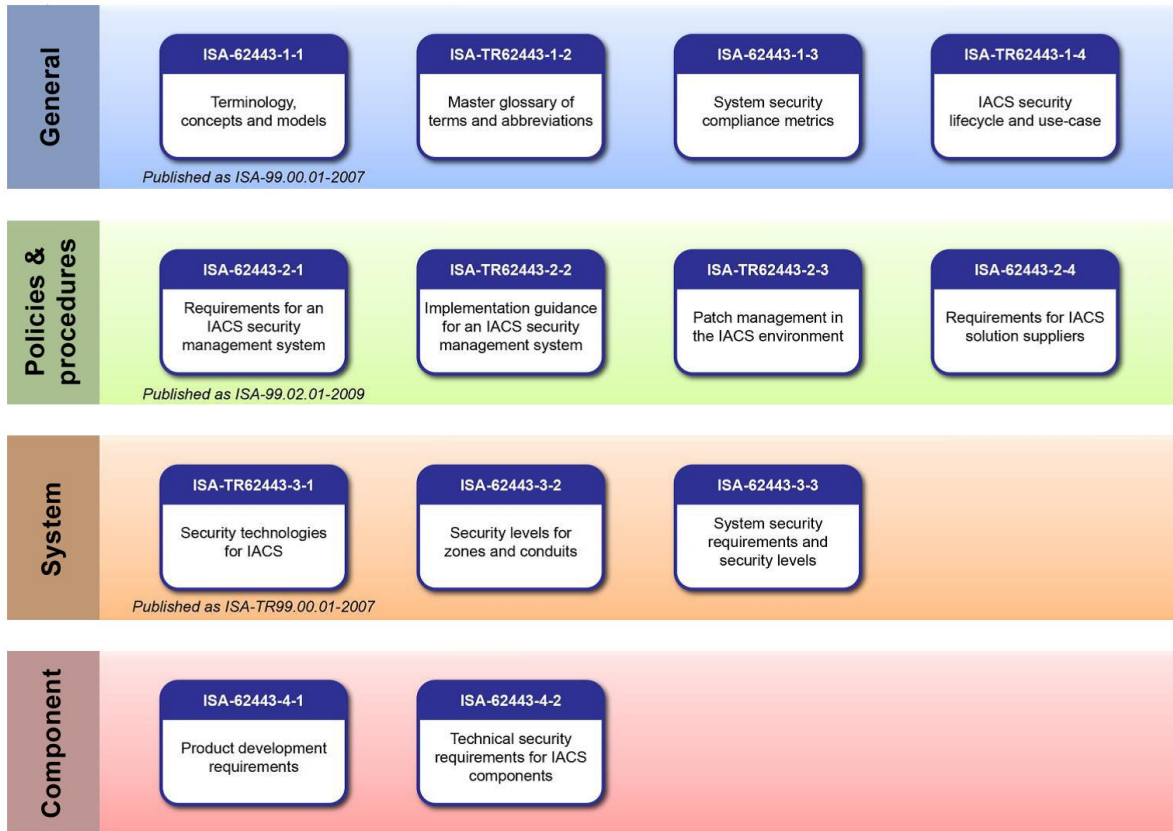 General
ISA-62443-1-1
Terminology,
concepts and models
Published as ISA-99.00.01-2007
ISA-TR62443-1-2
Master glossary of
terms and abbreviations
ISA-62443-1-3
System security
compliance metrics
ISA-TR62443-1-4
IACS security
lifecycle and use-case
Policies &
procedures
ISA-62443-2-1
Requirements for an
IACS security
management system
Published as ISA-99.02.01-2009
ISA-TR62443-2-2
Implementation guidance
for an IACS security
management system
ISA-TR62443-2-3
Patch management in
the IACS environment
ISA-62443-2-4
Requirements for IACS
solution suppliers
System
ISA-TR62443-3-1
Security technologies
for IACS
Published as ISA-TR99.00.01-2007
ISA-62443-3-2
Security levels for
zones and conduits
ISA-62443-3-3
System security
requirements and
security levels
Component
ISA-62443-4-1
Product development
requirements
ISA-62443-4-2
Technical security
requirements for IACS
components